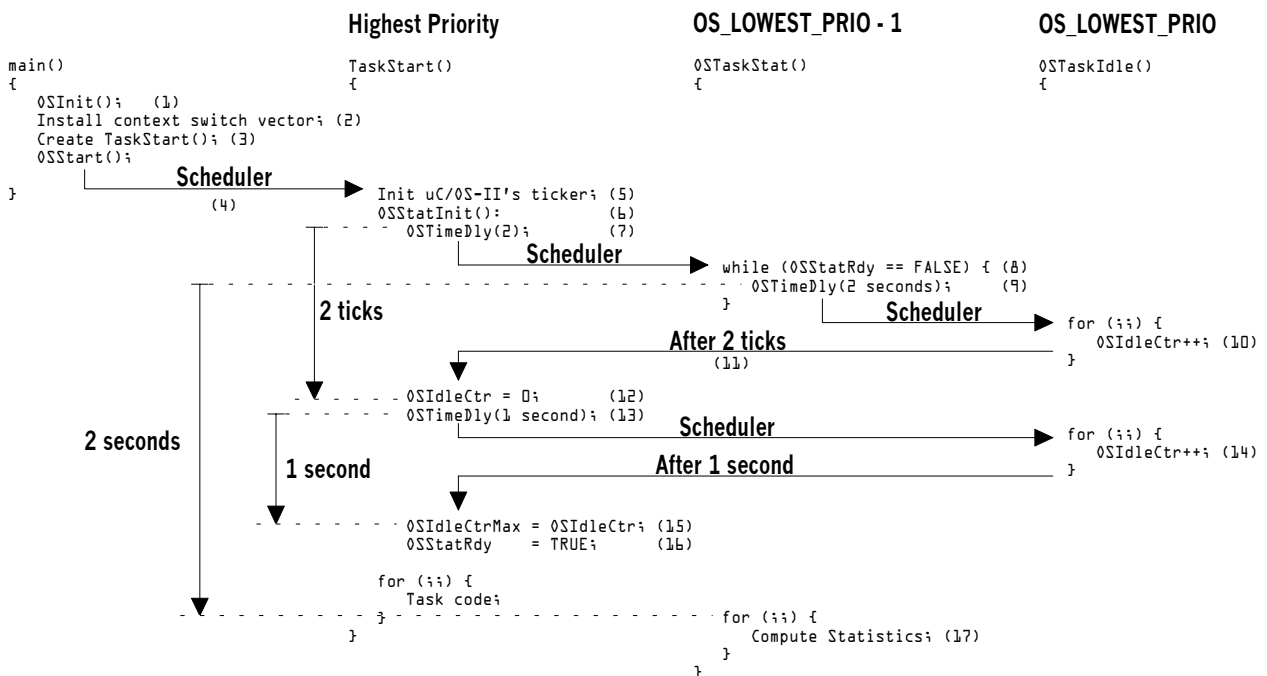 Highest Priority OS_LOWEST_PRIO - 1 OS_LOWEST_PRIO
main() TaskStart() OSTaskStat() OSTaskIdle()
{ { { {
OSInit(); (1)
Install context switch vector; (2)
Create TaskStart(); (3)
OSStart();
Scheduler
} Init uC/OS-II's ticker; (5)
(4)
OSStatInit(): (6)
OSTimeDly(2); (7)
Scheduler
while (OSStatRdy == FALSE) { (8)
OSTimeDly(2 seconds); (9)
}
2 ticks
Scheduler
for (;;) {
After 2 ticks
OSIdleCtr++; (10)
(11)
}
OSIdleCtr = 0; (12)
OSTimeDly(1 second); (13)
Scheduler
for (;;) {
2 seconds
OSIdleCtr++; (14)
After 1 second
1 second
}
OSIdleCtrMax = OSIdleCtr; (15)
OSStatRdy = TRUE; (16)
for (;;) {
Task code;
} for (;;) {
} Compute Statistics; (17)
}
}